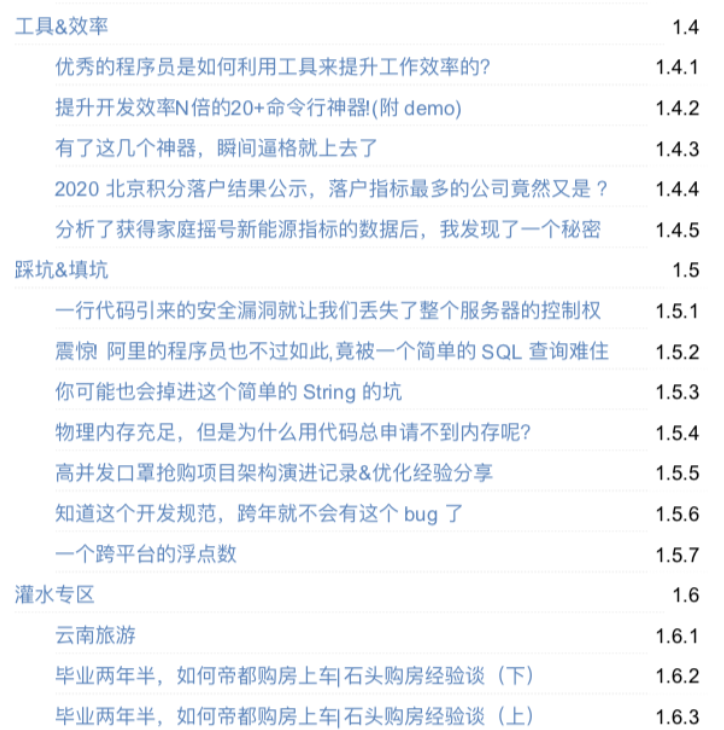 工具&效率 1.4
优秀的程序员是如何利用工具来提升工作效率的？ 1.4.1
提升开发效率N倍的20+命令行神器!(附 demo) 1.4.2
有了这几个神器，瞬间逼格就上去了 1.4.3
2020 北京积分落户结果公示，落户指标最多的公司竟然又是 ? 1.4.4
分析了获得家庭摇号新能源指标的数据后，我发现了一个秘密 1.4.5
踩坑&填坑 1.5
一行代码引来的安全漏洞就让我们丢失了整个服务器的控制权 1.5.1
震惊! 阿里的程序员也不过如此,竟被一个简单的 SQL 查询难住 1.5.2
你可能也会掉进这个简单的 String 的坑 1.5.3
物理内存充足，但是为什么用代码总申请不到内存呢？ 1.5.4
高并发口罩抢购项目架构演进记录&优化经验分享 1.5.5
知道这个开发规范，跨年就不会有这个 bug 了 1.5.6
一个跨平台的浮点数 1.5.7
灌水专区 1.6
云南旅游 1.6.1
毕业两年半，如何帝都购房上车|石头购房经验谈（下） 1.6.2
毕业两年半，如何帝都购房上车|石头购房经验谈（上） 1.6.3